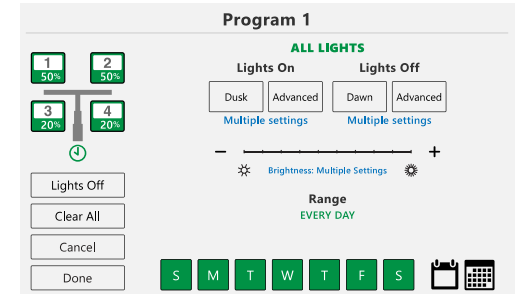 Program 1
1
50%
2
50%
3
20%
4
20%
Lights Off
Clear All
Cancel
Done
ALL LIGHTS
Lights On
Lights Off
Dusk
Advanced
Dawn
Advanced
Multiple settings
Multiple settings
Brightness: Multiple Settings
Range
EVERY DAY
S M T W T F S